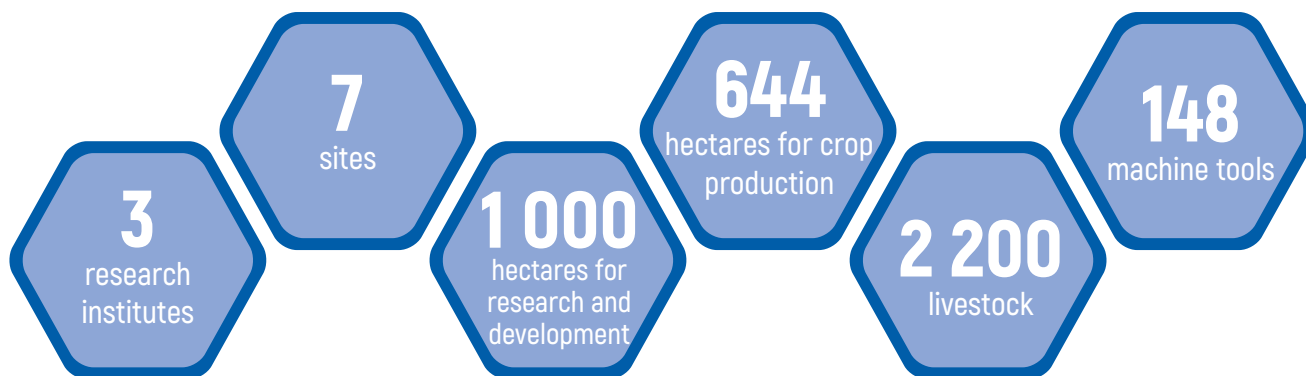 3
research
institutes
7
sites
1 000
hectares for
research and
development
644
hectares for crop
production
2 200
livestock
148
machine tools